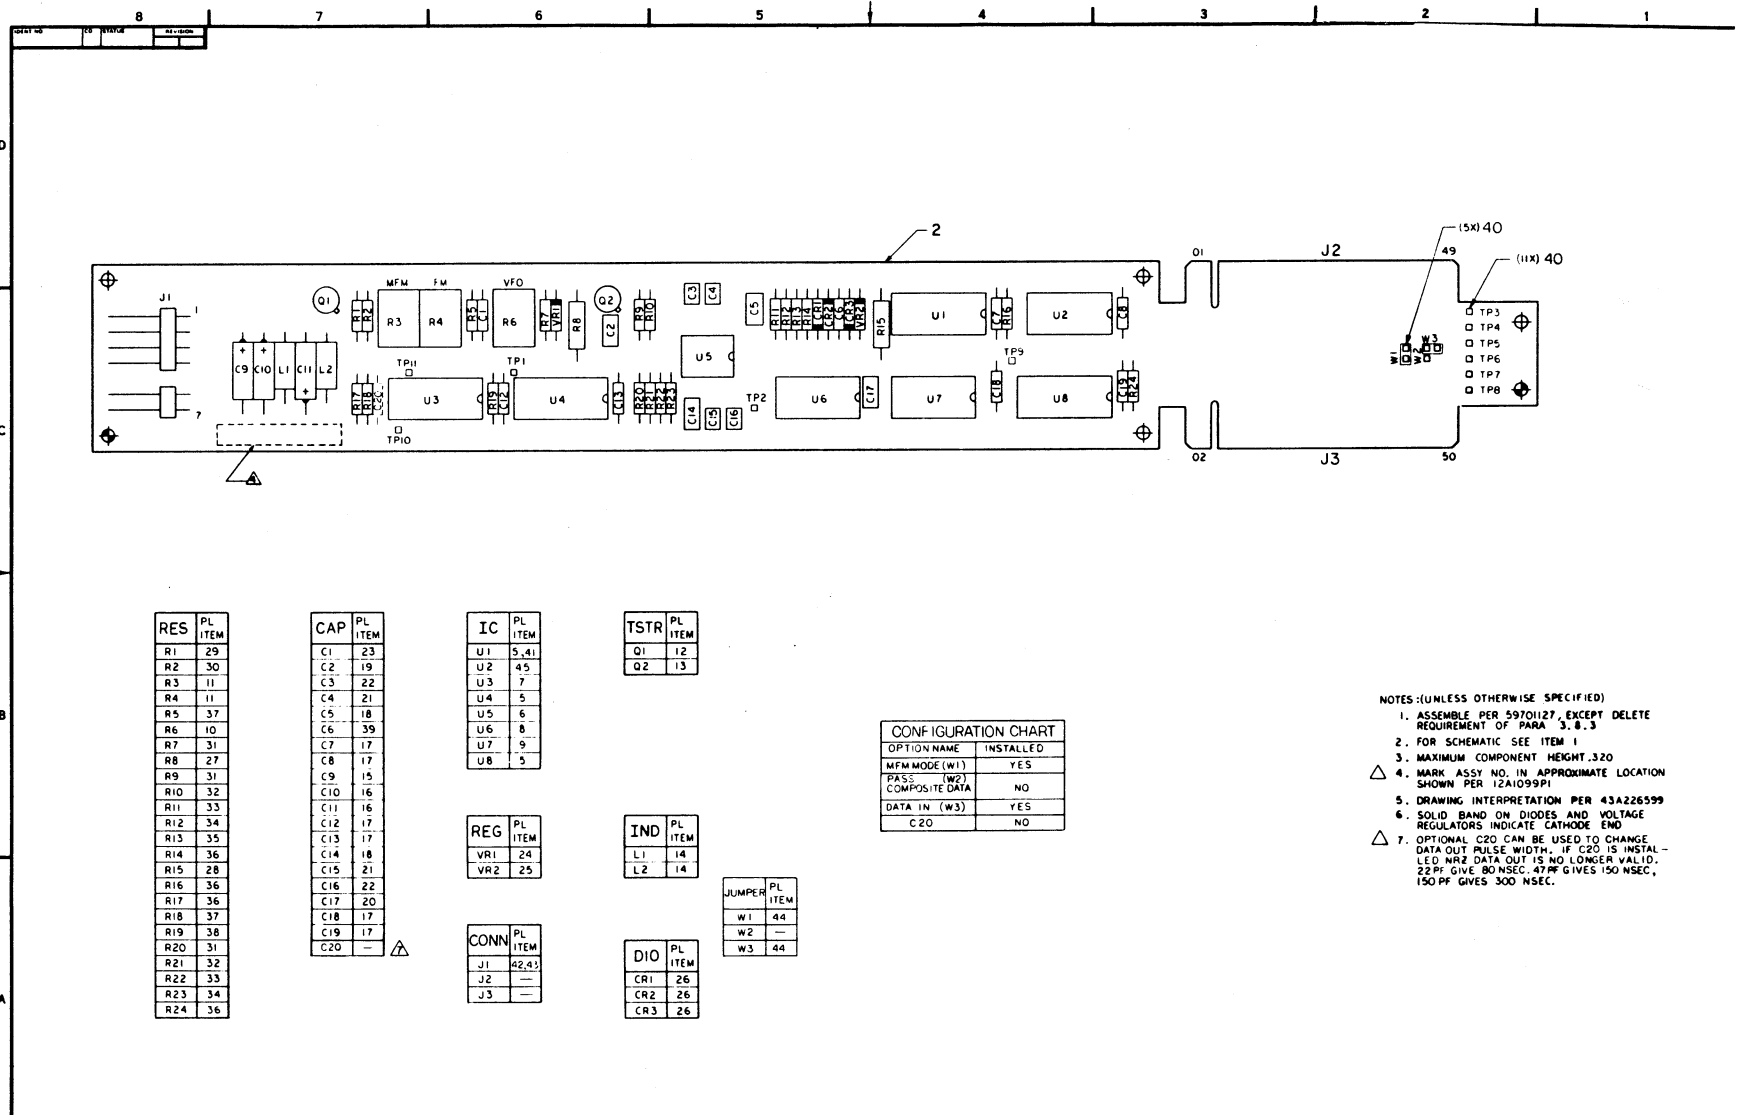 8 7 6 5 4 3 2 1
IDENT NO CD STATUS REVISION
D
C
B
A
2
(5X) 40
(11X) 40
01 J2 49
02 J3 50
J1
1
7
MFM FM VFO
Q1 R1 R2 R3 R4 R5 C1 R6 R7 VR1 R8 Q2 C2 R9 R10 C3 C4 C5 R11 R12 R13 R14 CR1 CR2 C6 CR3 VR2 R15 U1 C7 R16 U2 C8
C9 C10 L1 C11 L2
TP11 TP1 U5 TP9
R17 R18 C20 U3 R19 C12 U4 C13 R20 R21 R22 R23 C14 C15 C16 TP2 U6 C17 U7 C18 U8 C19 R24
TP10
4
W1 W2 W3
TP3
TP4
TP5
TP6
TP7
TP8
RES PL ITEM
R1 29
R2 30
R3 11
R4 11
R5 37
R6 10
R7 31
R8 27
R9 31
R10 32
R11 33
R12 34
R13 35
R14 36
R15 28
R16 36
R17 36
R18 37
R19 38
R20 31
R21 32
R22 33
R23 34
R24 36
CAP PL ITEM
C1 23
C2 19
C3 22
C4 21
C5 18
C6 39
C7 17
C8 17
C9 15
C10 16
C11 16
C12 17
C13 17
C14 18
C15 21
C16 22
C17 20
C18 17
C19 17
C20 —
7
IC PL ITEM
U1 5,41
U2 45
U3 7
U4 5
U5 6
U6 8
U7 9
U8 5
REG PL ITEM
VR1 24
VR2 25
CONN PL ITEM
J1 42,43
J2 —
J3 —
TSTR PL ITEM
Q1 12
Q2 13
IND PL ITEM
L1 14
L2 14
DIO PL ITEM
CR1 26
CR2 26
CR3 26
JUMPER PL ITEM
W1 44
W2 —
W3 44
CONFIGURATION CHART
OPTION NAME INSTALLED
MFM MODE (W1) YES
PASS (W2)
COMPOSITE DATA NO
DATA IN (W3) YES
C20 NO
NOTES:(UNLESS OTHERWISE SPECIFIED)
1. ASSEMBLE PER 59701127, EXCEPT DELETE
REQUIREMENT OF PARA 3.8.3
2. FOR SCHEMATIC SEE ITEM 1
3. MAXIMUM COMPONENT HEIGHT .320
4. MARK ASSY NO. IN APPROXIMATE LOCATION
SHOWN PER 12A1099P1
5. DRAWING INTERPRETATION PER 43A226599
6. SOLID BAND ON DIODES AND VOLTAGE
REGULATORS INDICATE CATHODE END
7. OPTIONAL C20 CAN BE USED TO CHANGE
DATA OUT PULSE WIDTH. IF C20 IS INSTAL-
LED NRZ DATA OUT IS NO LONGER VALID.
22PF GIVE 80 NSEC. 47PF GIVES 150 NSEC,
150 PF GIVES 300 NSEC.